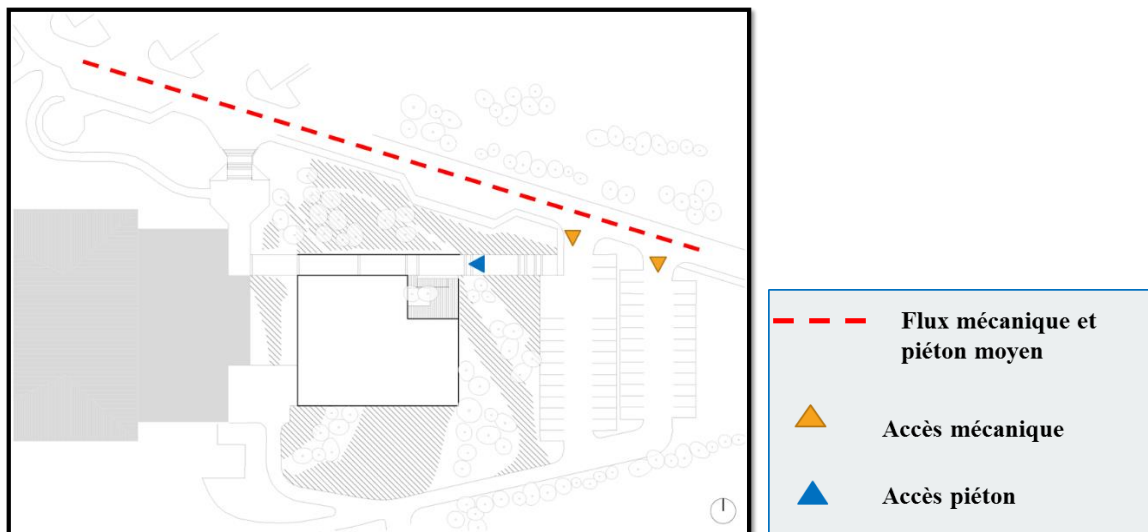 Flux mécanique et
piéton moyen
Accès mécanique
Accès piéton